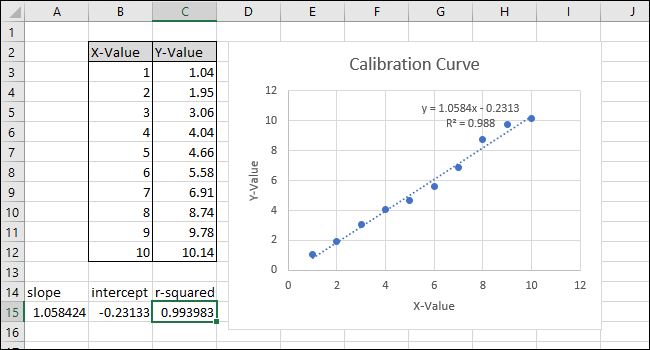 A B C D E F G H I J
1
2 X-Value Y-Value
3 1 1.04
4 2 1.95
5 3 3.06
6 4 4.04
7 5 4.66
8 6 5.58
9 7 6.91
10 8 8.74
11 9 9.78
12 10 10.14
13
14 slope intercept r-squared
15 1.058424 -0.23133 0.993983
16
Calibration Curve
y = 1.0584x - 0.2313
R² = 0.988
Y-Value
12
10
8
6
4
2
0
0 2 4 6 8 10 12
X-Value